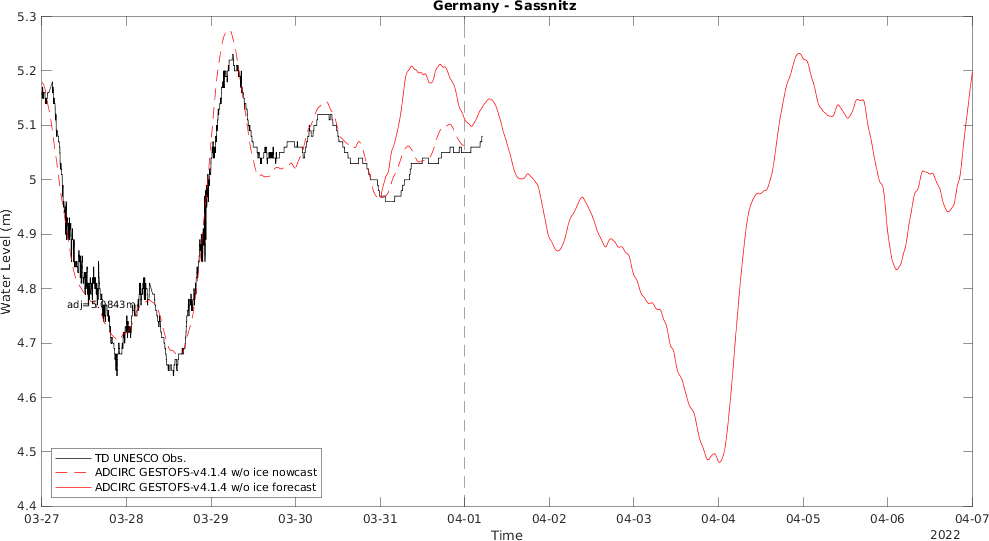 Germany - Sassnitz
5.3
5.2
5.1
5
4.9
4.8
4.7
4.6
4.5
4.4
Water Level (m)
adj=5.0843m
TD UNESCO Obs.
ADCIRC GESTOFS-v4.1.4 w/o ice nowcast
ADCIRC GESTOFS-v4.1.4 w/o ice forecast
03-27 03-28 03-29 03-30 03-31 04-01 04-02 04-03 04-04 04-05 04-06 04-07
Time
2022